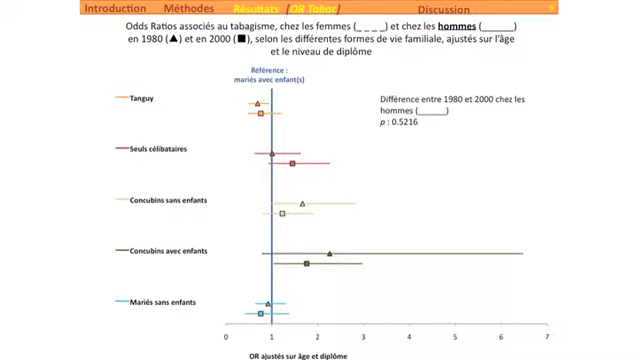 Introduction Méthodes Résultats [OR Tabac] Discussion 9
Odds Ratios associés au tabagisme, chez les femmes (_ _ _ _) et chez les hommes (______)
en 1980 (▲) et en 2000 (■), selon les différentes formes de vie familiale, ajustés sur l'âge
et le niveau de diplôme
Référence :
mariés avec enfant(s)
Différence entre 1980 et 2000 chez les
hommes (______)
p : 0.5216
Tanguy
Seuls célibataires
Concubins sans enfants
Concubins avec enfants
Mariés sans enfants
0 1 2 3 4 5 6 7
OR ajustés sur âge et diplôme